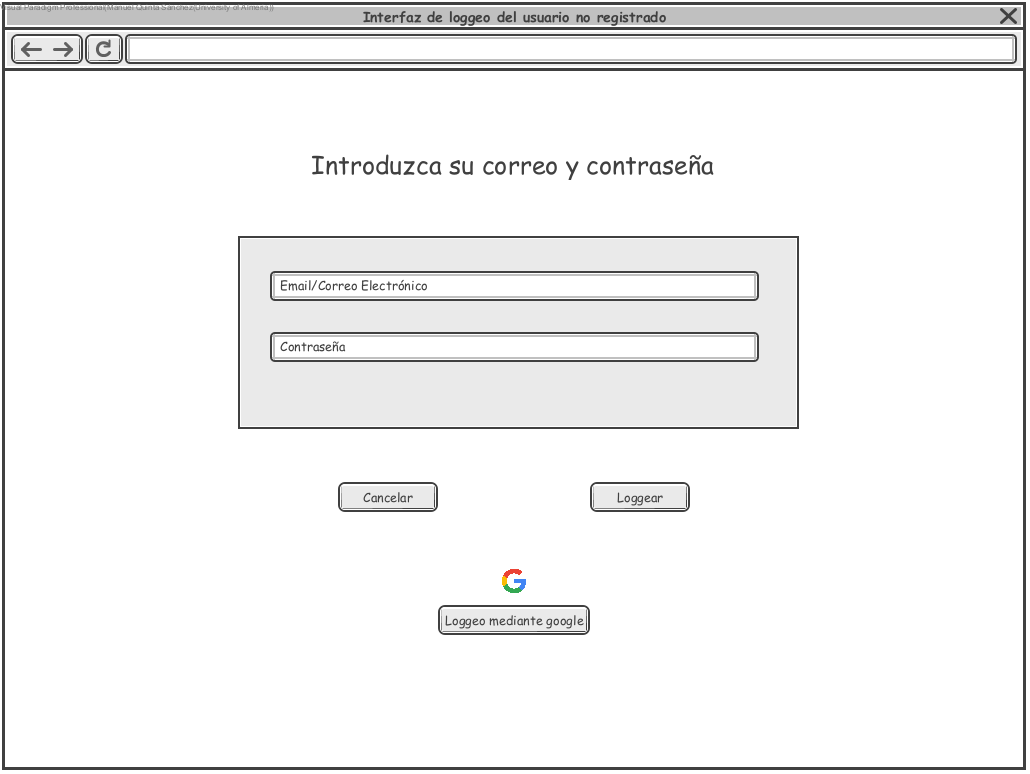 Visual Paradigm Professional(Manuel Quinta Sanchez(University of Almeria))
Interfaz de loggeo del usuario no registrado
Introduzca su correo y contraseña
Email/Correo Electrónico
Contraseña
Cancelar
Loggear
Loggeo mediante google